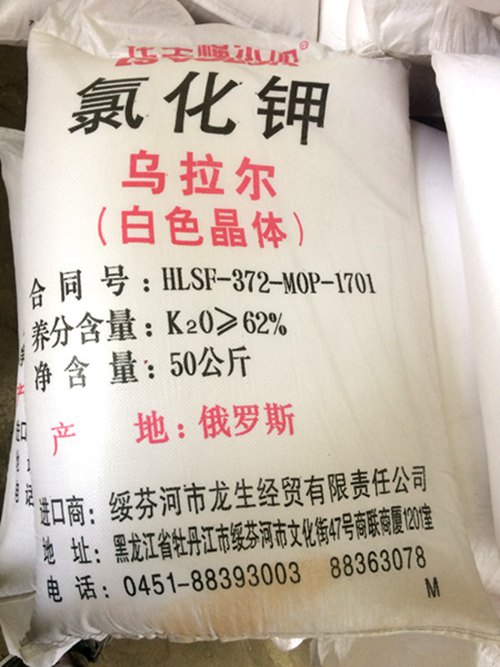 氯化钾
乌拉尔
(白色晶体)
合同号:HLSF-372-MOP-1701
养分含量:K₂O≥62%
净含量:50公斤
产地:俄罗斯
进口商:绥芬河市龙生经贸有限责任公司
地址:黑龙江省牡丹江市绥芬河市文化街47号商联商厦1201室
电话:0451-88393003 88363078
M